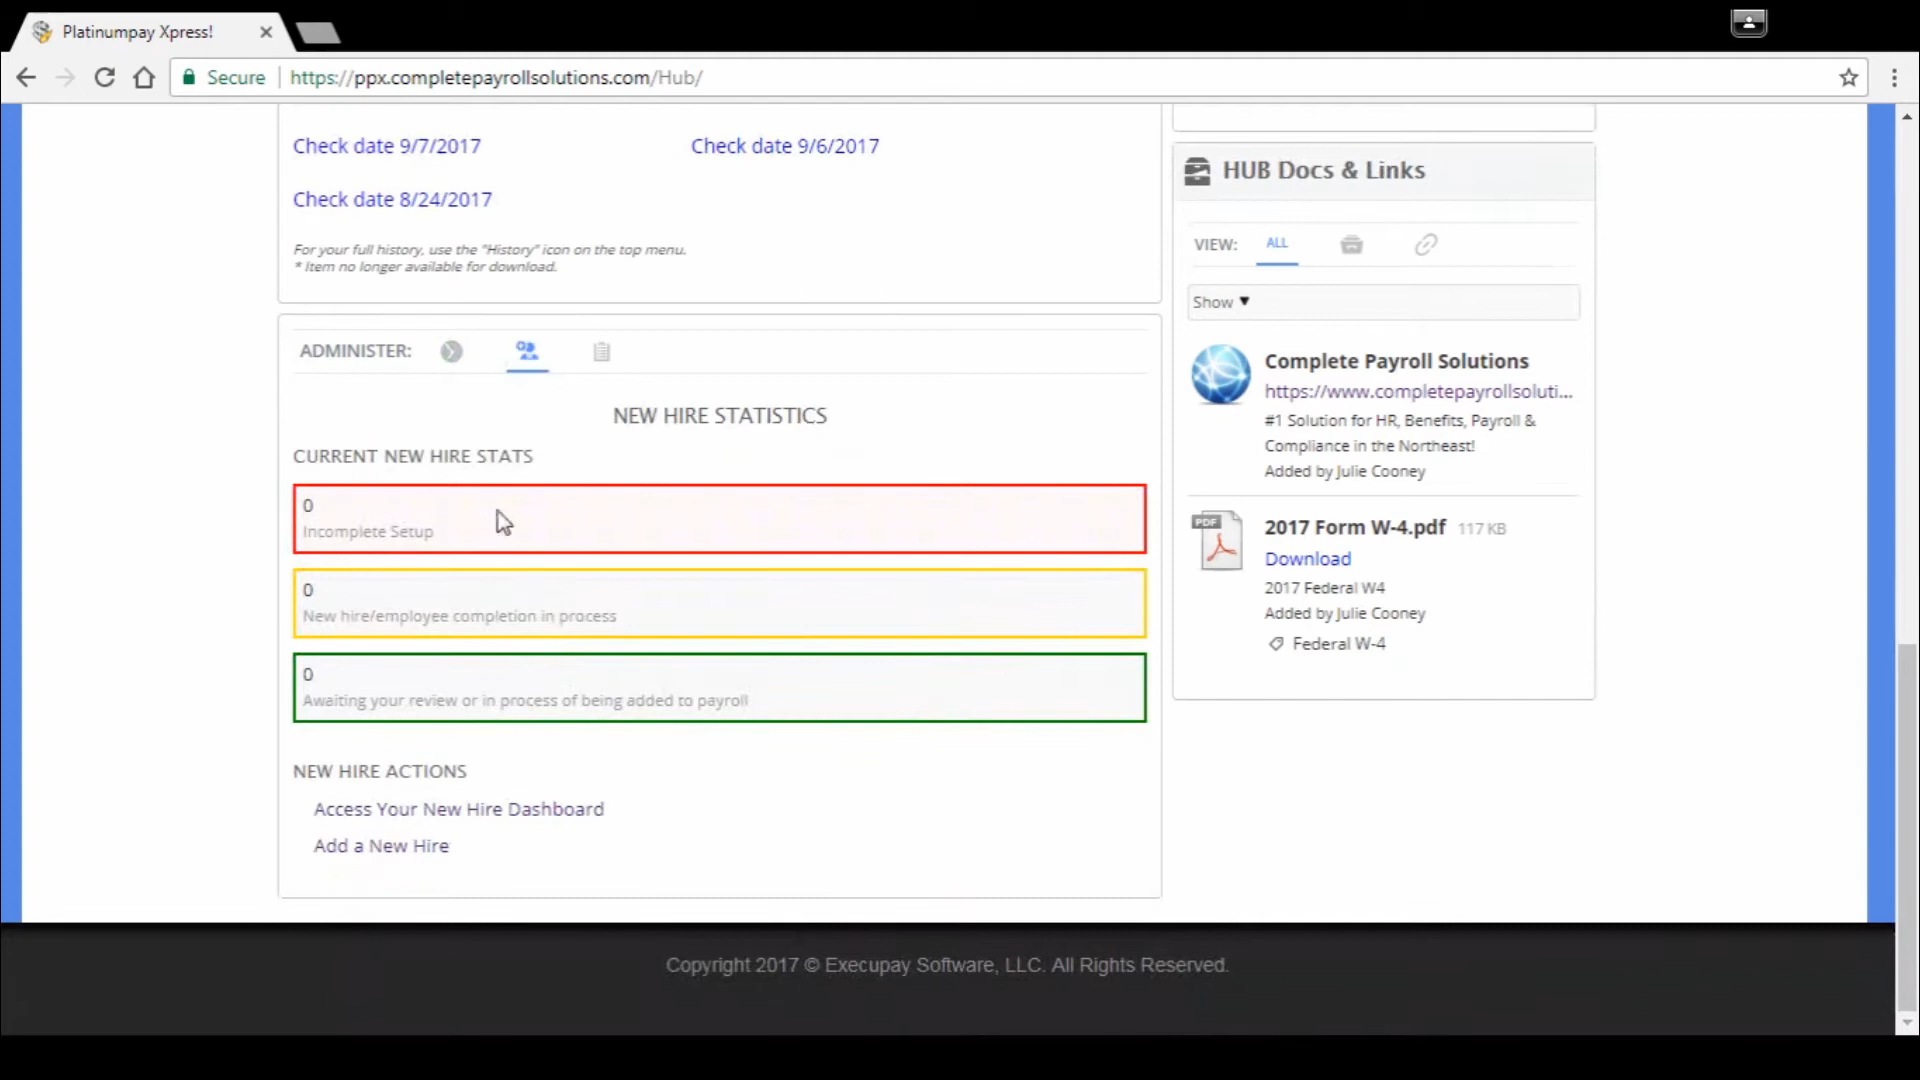 Platinumpay Xpress!
Secure
https://ppx.completepayrollsolutions.com/Hub/
Check date 9/7/2017
Check date 9/6/2017
Check date 8/24/2017
For your full history, use the "History" icon on the top menu.
* Item no longer available for download.
ADMINISTER:
NEW HIRE STATISTICS
CURRENT NEW HIRE STATS
0
Incomplete Setup
0
New hire/employee completion in process
0
Awaiting your review or in process of being added to payroll
NEW HIRE ACTIONS
Access Your New Hire Dashboard
Add a New Hire
HUB Docs & Links
VIEW: ALL
Show ▼
Complete Payroll Solutions
https://www.completepayrollsoluti...
#1 Solution for HR, Benefits, Payroll &
Compliance in the Northeast!
Added by Julie Cooney
PDF
2017 Form W-4.pdf 117 KB
Download
2017 Federal W4
Added by Julie Cooney
Federal W-4
Copyright 2017 © Execupay Software, LLC. All Rights Reserved.